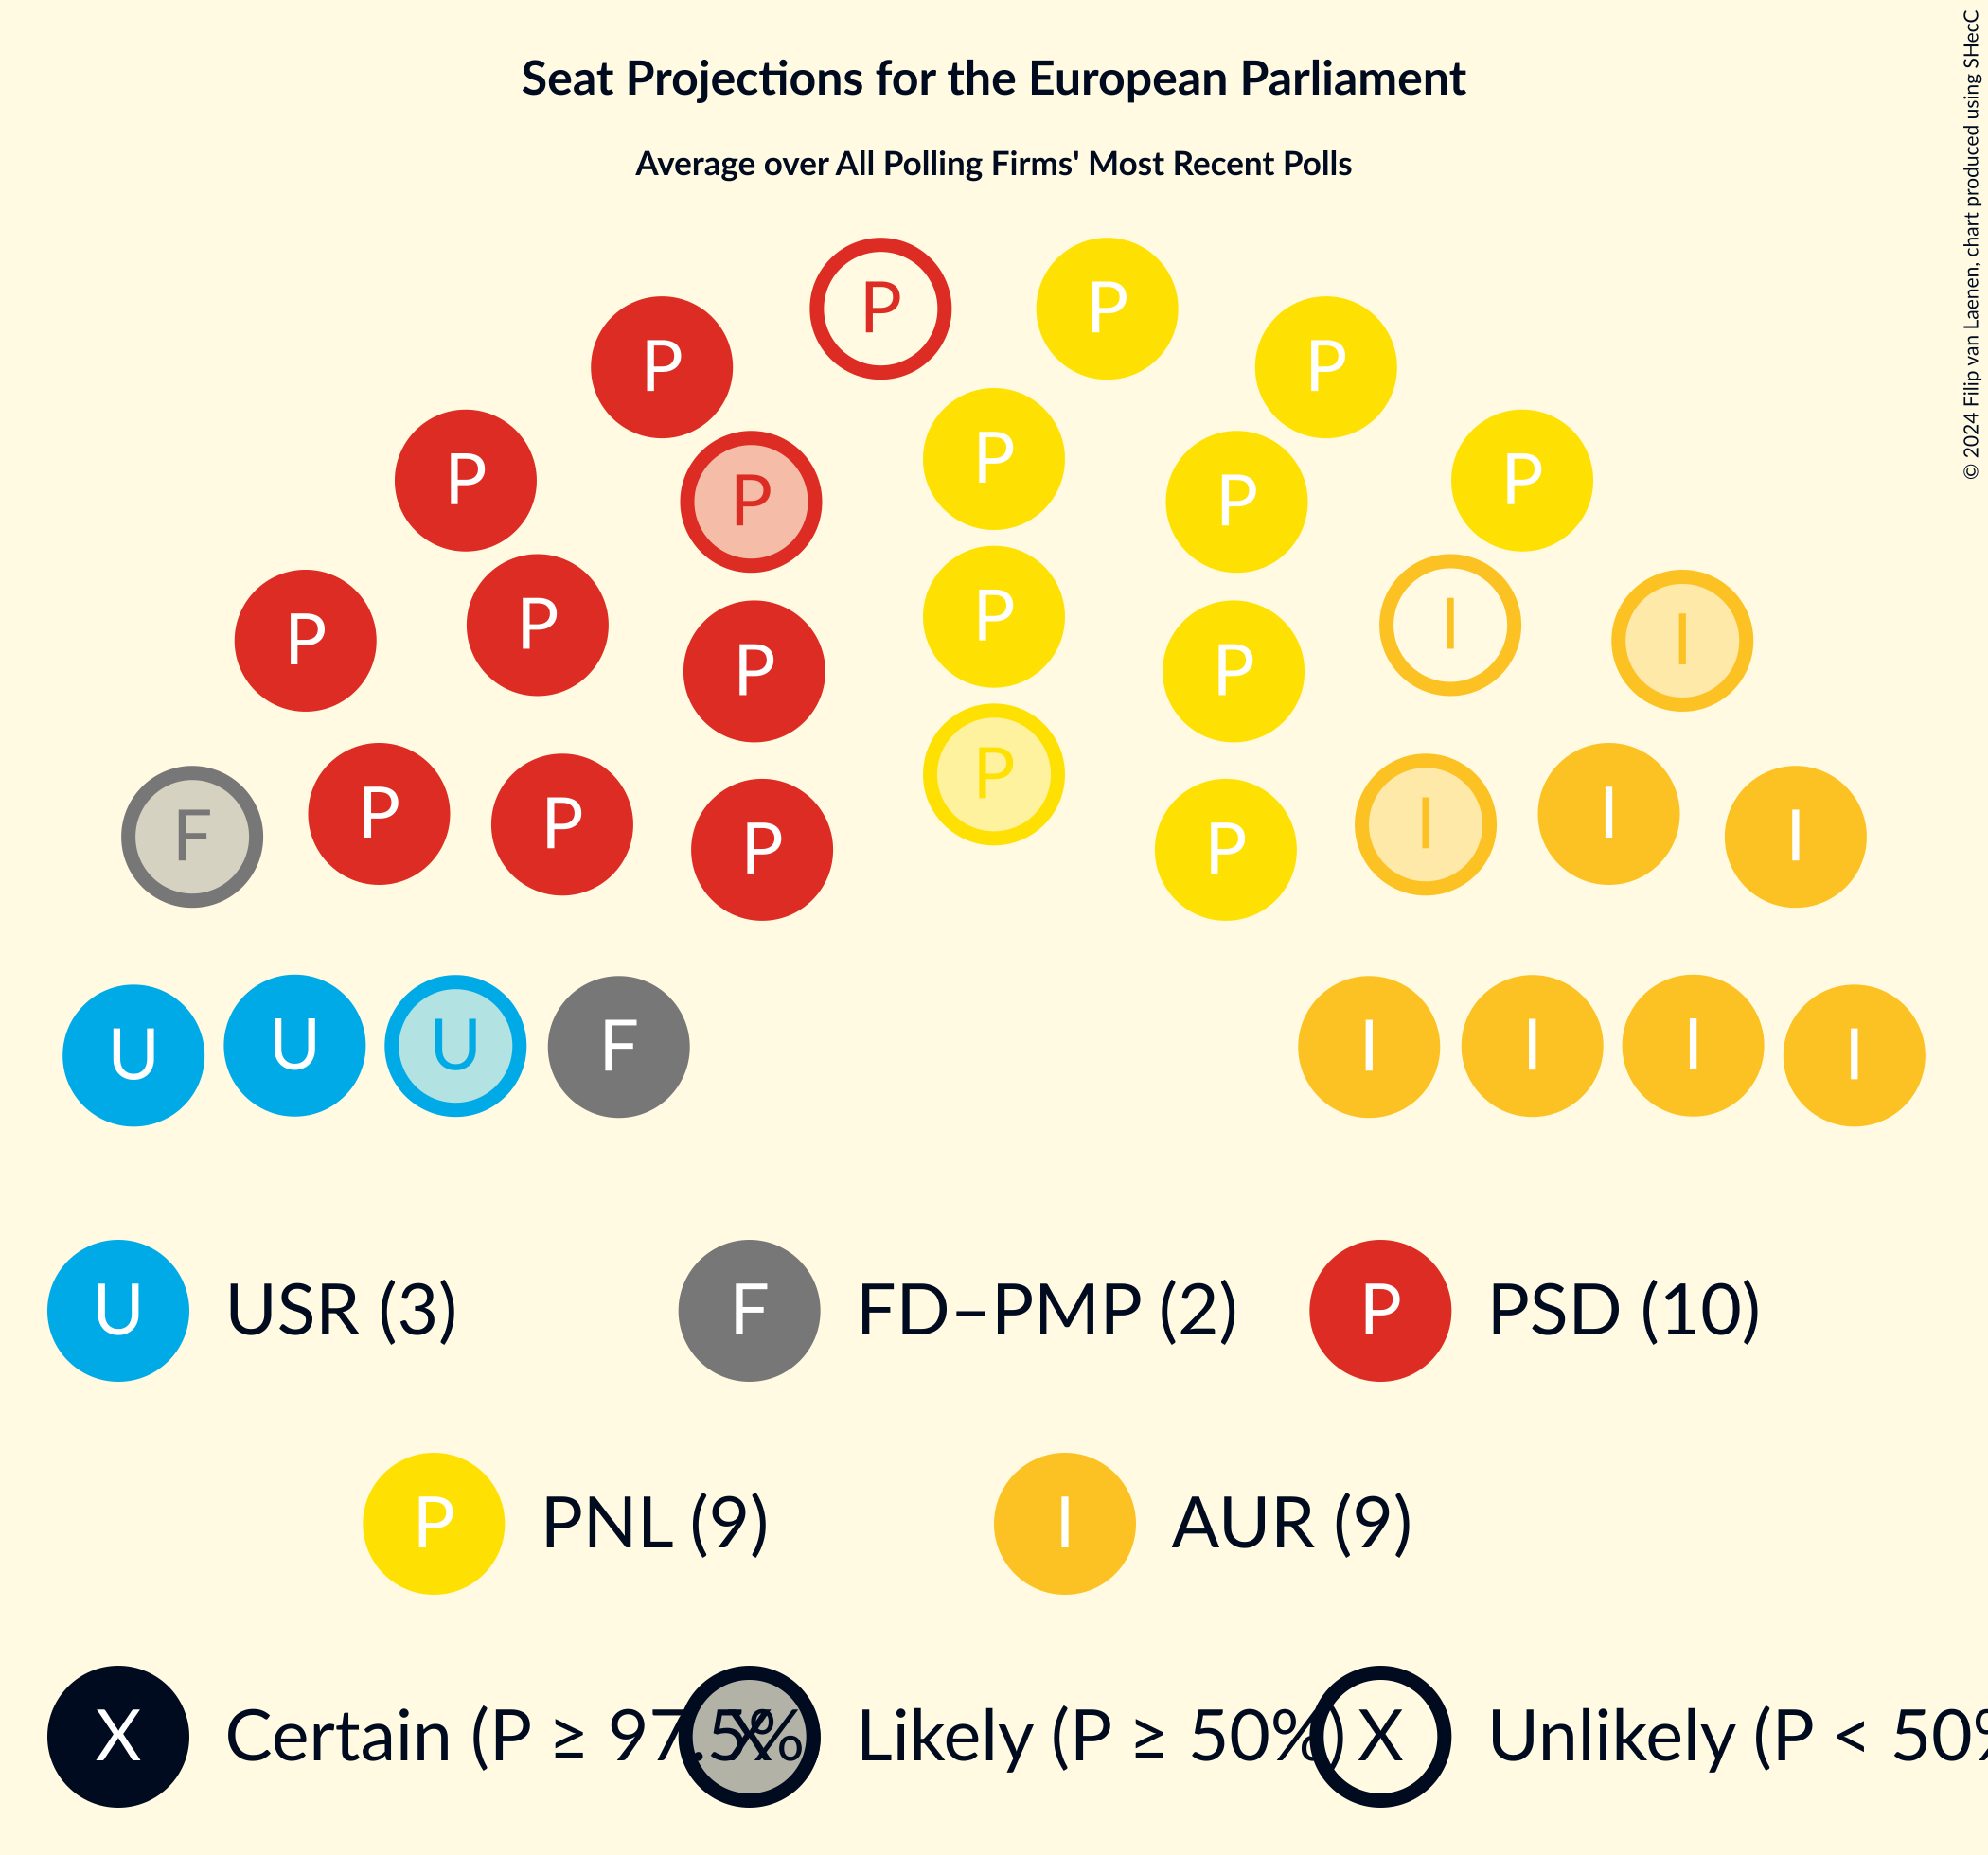 Seat Projections for the European Parliament
Average over All Polling Firms' Most Recent Polls
© 2024 Filip van Laenen, chart produced using SHecC
P P
P P
P P P P P
P P I I
P P P P
F P P P P P I I I
U U U F I I I I
U USR (3) F FD–PMP (2) P PSD (10)
P PNL (9) I AUR (9)
X Certain (P ≥ 97.5% X Likely (P ≥ 50%) X Unlikely (P < 50%